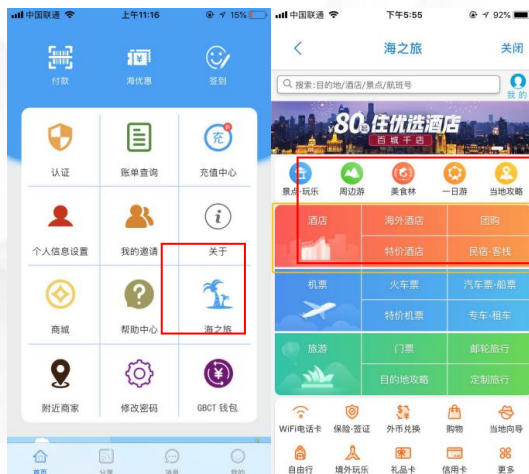 中国联通
上午11:16
15%
付款
海优惠
签到
认证
账单查询
充
充值中心
个人信息设置
我的邀请
关于
商城
帮助中心
海之旅
附近商家
修改密码
GBCT 钱包
首页
分类
消息
我的
中国联通
下午5:55
92%
海之旅
关闭
搜索:目的地/酒店/景点/航班号
我的
80 住优选酒店
百城千店
景点·玩乐
周边游
美食林
一日游
当地攻略
酒店
海外酒店
团购
特价酒店
民宿·客栈
机票
火车票
汽车票·船票
特价机票
专车·租车
旅游
门票
邮轮旅行
目的地攻略
定制旅行
WiFi电话卡
保险·签证
外币兑换
购物
当地向导
自由行
境外玩乐
礼品卡
信用卡
更多